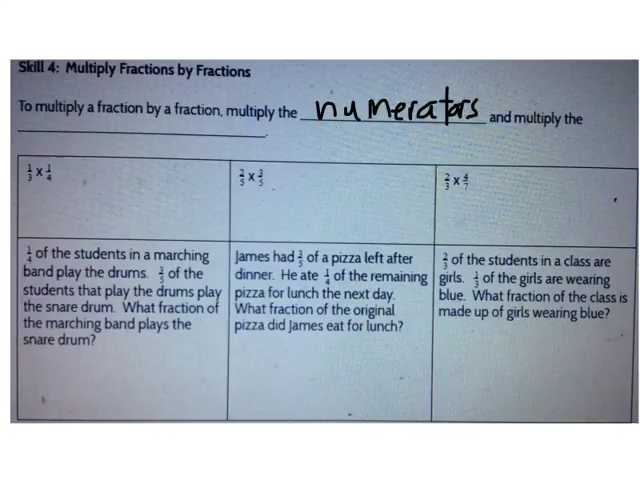 Skill 4: Multiply Fractions by Fractions
To multiply a fraction by a fraction, multiply the numerators and multiply the
.
1/3 x 1/4
2/5 x 3/5
2/3 x 4/7
1/4 of the students in a marching
band play the drums. of the
students that play the drums play
the snare drum. What fraction of
the marching band plays the
snare drum?
James had of a pizza left after
dinner. He ate 1/4 of the remaining
pizza for lunch the next day.
What fraction of the original
pizza did James eat for lunch?
2/3 of the students in a class are
girls. 1/3 of the girls are wearing
blue. What fraction of the class is
made up of girls wearing blue?